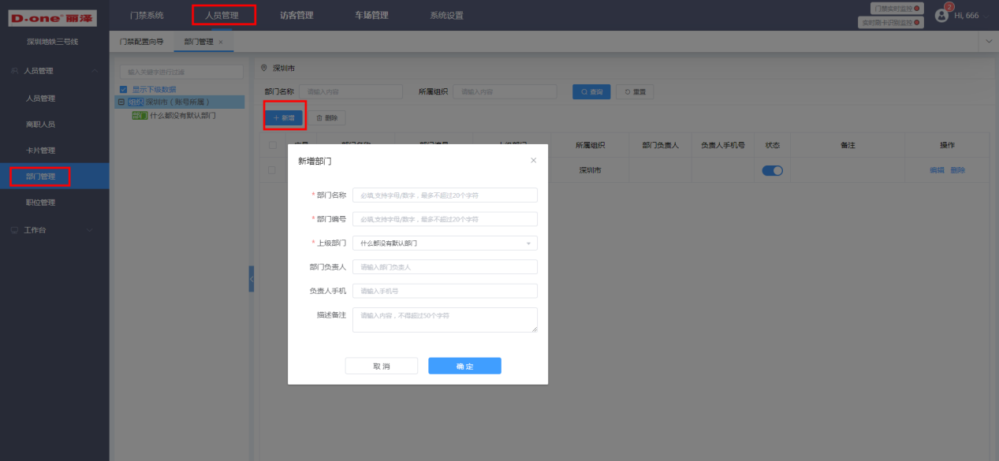 D·one 丽泽
门禁系统
人员管理
访客管理
车场管理
系统设置
门禁实时监控
实时刷卡识别监控
2
Hi, 666
深圳地铁三号线
门禁配置向导
部门管理 ×
人员管理
人员管理
离职人员
卡片管理
部门管理
职位管理
工作台
输入关键字进行过滤
显示下级数据
组织 深圳市（账号所属）
部门 什么都没有默认部门
深圳市
部门名称 请输入内容
所属组织 请输入内容
查询
重置
+ 新增
删除
所属组织
部门负责人
负责人手机号
状态
备注
操作
深圳市
编辑 删除
新增部门
* 部门名称 必填,支持字母/数字，最多不超过20个字符
* 部门编号 必填,支持字母/数字，最多不超过20个字符
* 上级部门 什么都没有默认部门
部门负责人 请输入部门负责人
负责人手机 请输入手机号
描述备注 请输入内容，不得超过50个字符
取 消
确 定